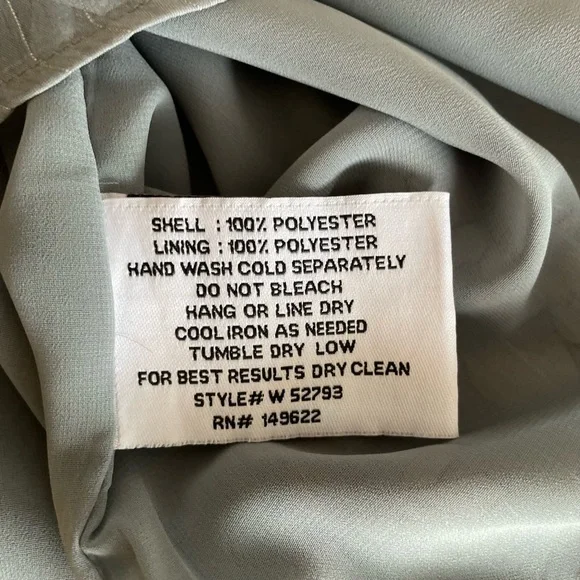 SHELL : 100% POLYESTER
LINING : 100% POLYESTER
HAND WASH COLD SEPARATELY
DO NOT BLEACH
HANG OR LINE DRY
COOL IRON AS NEEDED
TUMBLE DRY LOW
FOR BEST RESULTS DRY CLEAN
STYLE# W 52793
RN# 149622